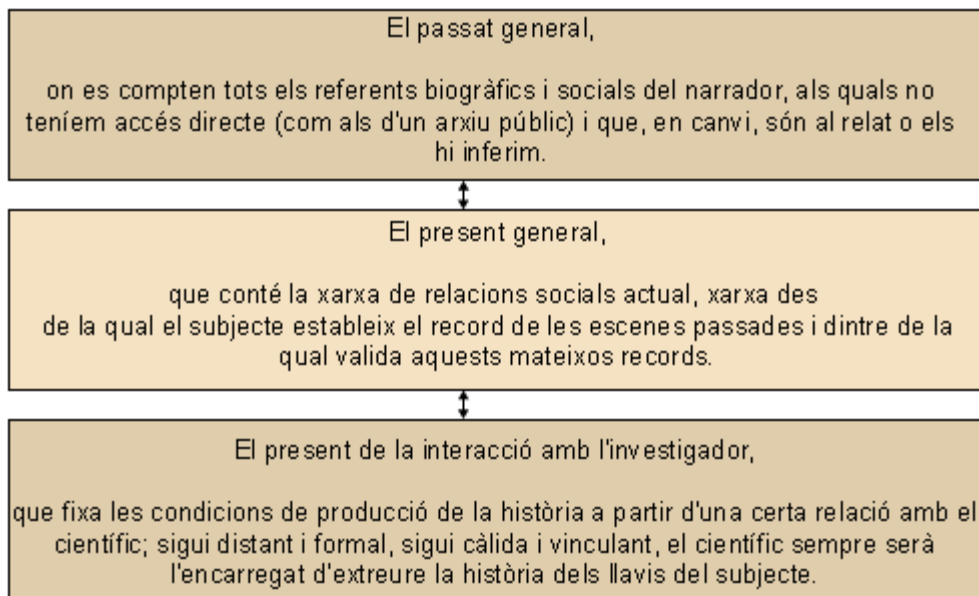 El passat general,
on es compten tots els referents biogràfics i socials del narrador, als quals no
teníem accés directe (com als d'un arxiu públic) i que, en canvi, són al relat o els
hi inferim.
El present general,
que conté la xarxa de relacions socials actual, xarxa des
de la qual el subjecte estableix el record de les escenes passades i dintre de la
qual valida aquests mateixos records.
El present de la interacció amb l'investigador,
que fixa les condicions de producció de la història a partir d'una certa relació amb el
científic; sigui distant i formal, sigui càlida i vinculant, el científic sempre serà
l'encarregat d'extreure la història dels llavis del subjecte.